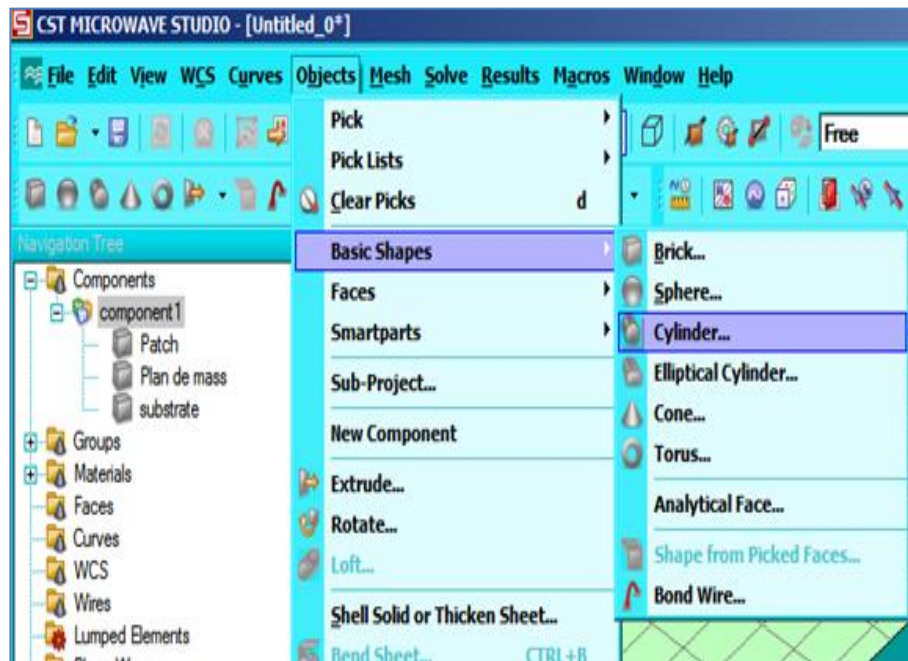 CST MICROWAVE STUDIO - [Untitled_0*]
File Edit View WCS Curves Objects Mesh Solve Results Macros Window Help
Free
Navigation Tree
Components
component1
Patch
Plan de mass
substrate
Groups
Materials
Faces
Curves
WCS
Wires
Lumped Elements
Pick
Pick Lists
Clear Picks d
Basic Shapes
Faces
Smartparts
Sub-Project...
New Component
Extrude...
Rotate...
Loft...
Shell Solid or Thicken Sheet...
Bend Sheet... CTRL+B
Brick...
Sphere...
Cylinder...
Elliptical Cylinder...
Cone...
Torus...
Analytical Face...
Shape from Picked Faces...
Bond Wire...